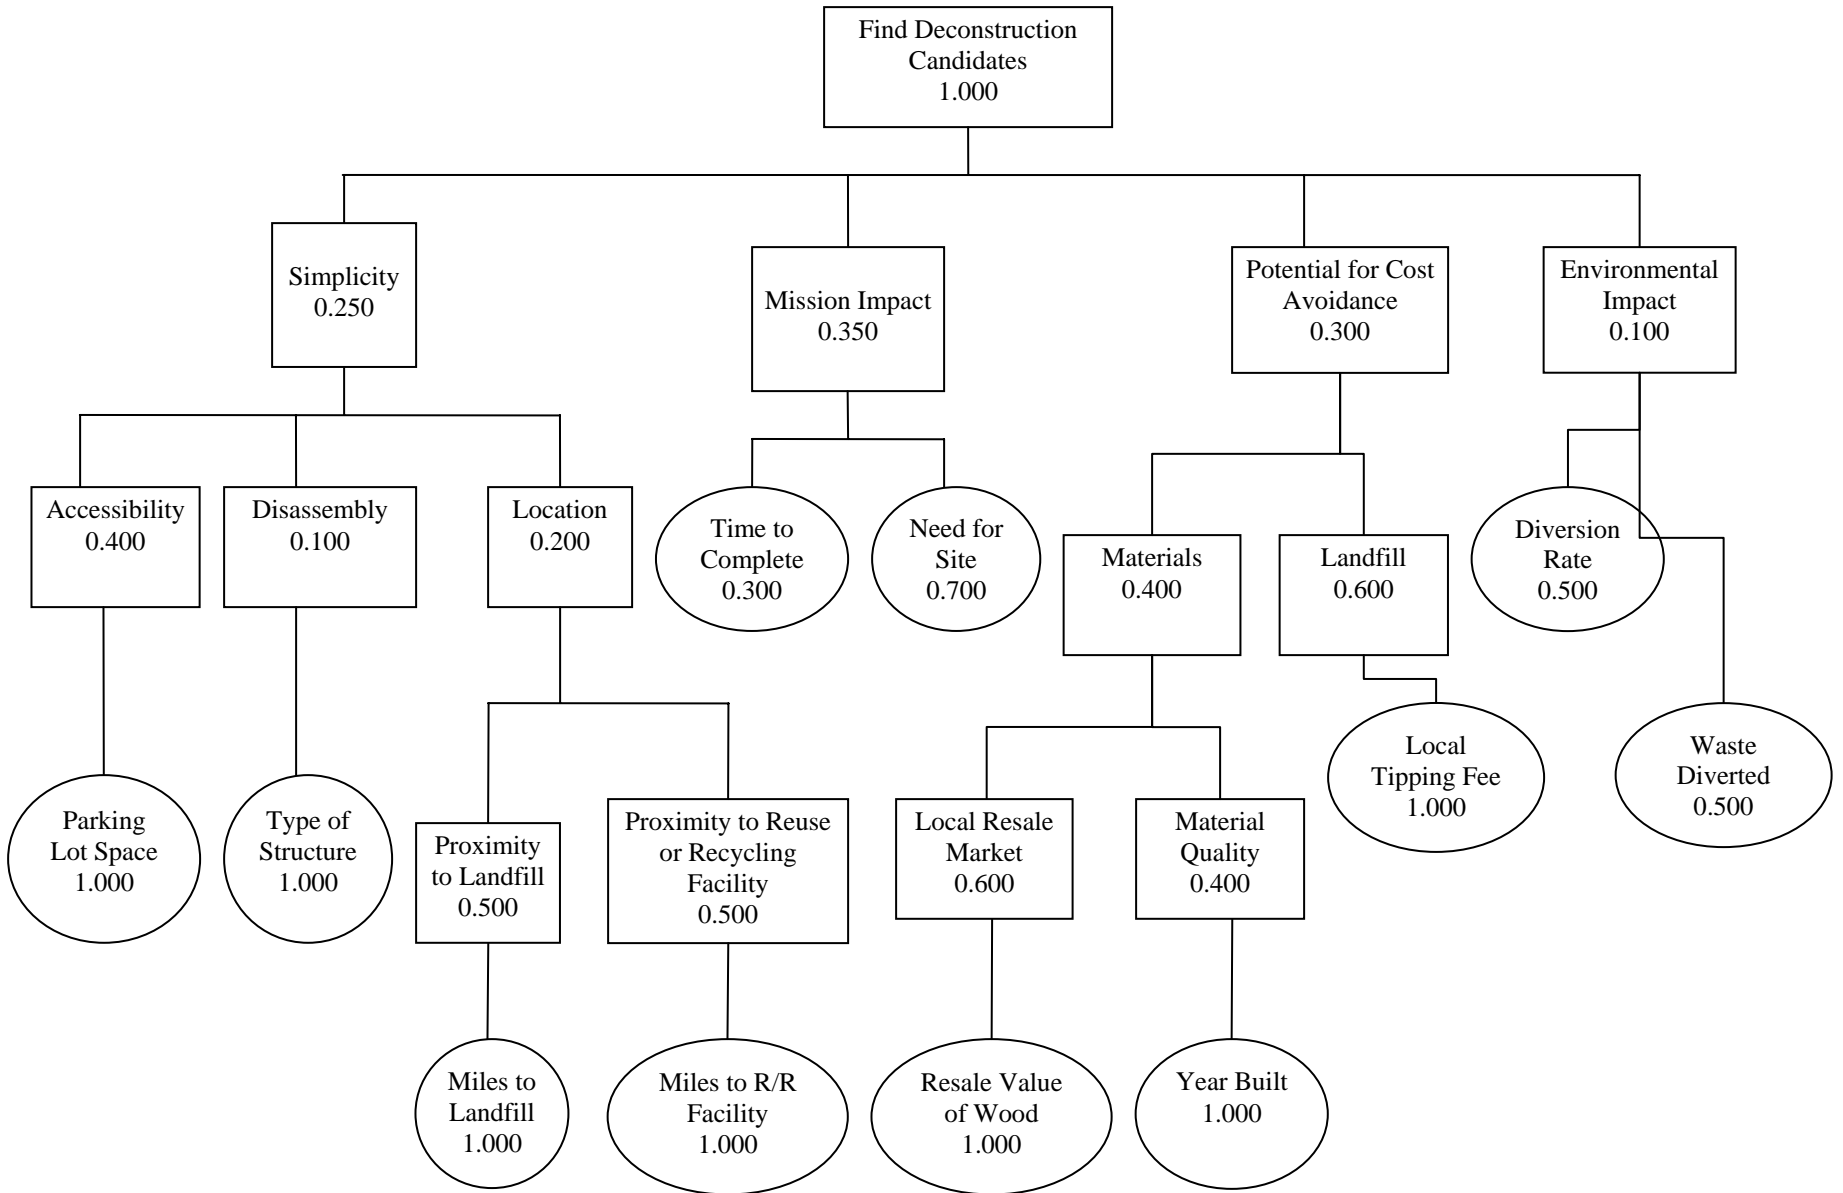 Find Deconstruction
Candidates
1.000
Simplicity
0.250
Mission Impact
0.350
Potential for Cost
Avoidance
0.300
Environmental
Impact
0.100
Accessibility
0.400
Disassembly
0.100
Location
0.200
Time to
Complete
0.300
Need for
Site
0.700
Materials
0.400
Landfill
0.600
Diversion
Rate
0.500
Parking
Lot Space
1.000
Type of
Structure
1.000
Proximity
to Landfill
0.500
Proximity to Reuse
or Recycling
Facility
0.500
Local Resale
Market
0.600
Material
Quality
0.400
Local
Tipping Fee
1.000
Waste
Diverted
0.500
Miles to
Landfill
1.000
Miles to R/R
Facility
1.000
Resale Value
of Wood
1.000
Year Built
1.000